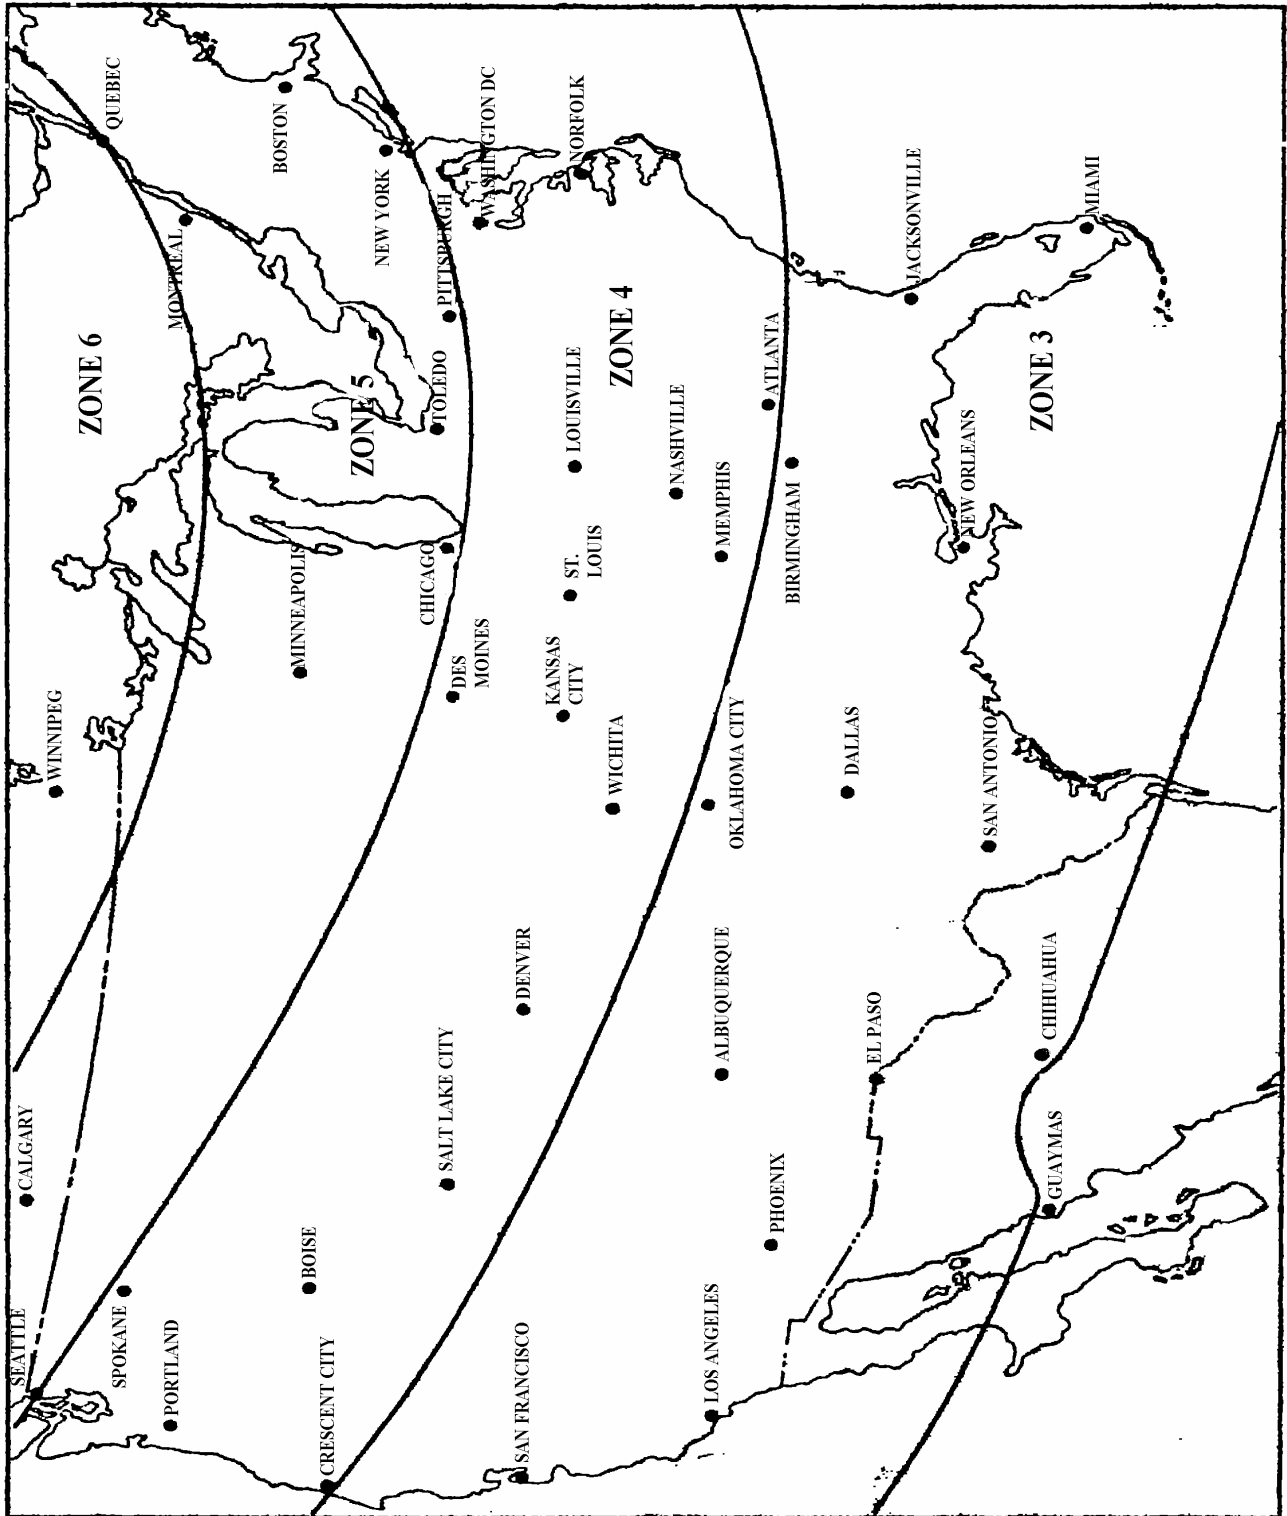 SEATTLE
CALGARY
WINNIPEG
ZONE 6
QUEBEC
SPOKANE
PORTLAND
MONTREAL
BOSTON
BOISE
MINNEAPOLIS
ZONE 5
NEW YORK
CRESCENT CITY
SALT LAKE CITY
DES
MOINES
CHICAGO
TOLEDO
PITTSBURGH
WASHINGTON DC
SAN FRANCISCO
DENVER
KANSAS
CITY
ST.
LOUIS
LOUISVILLE
ZONE 4
NORFOLK
WICHITA
NASHVILLE
LOS ANGELES
ALBUQUERQUE
OKLAHOMA CITY
MEMPHIS
ATLANTA
PHOENIX
BIRMINGHAM
EL PASO
DALLAS
JACKSONVILLE
SAN ANTONIO
NEW ORLEANS
ZONE 3
GUAYMAS
CHIHUAHUA
MIAMI